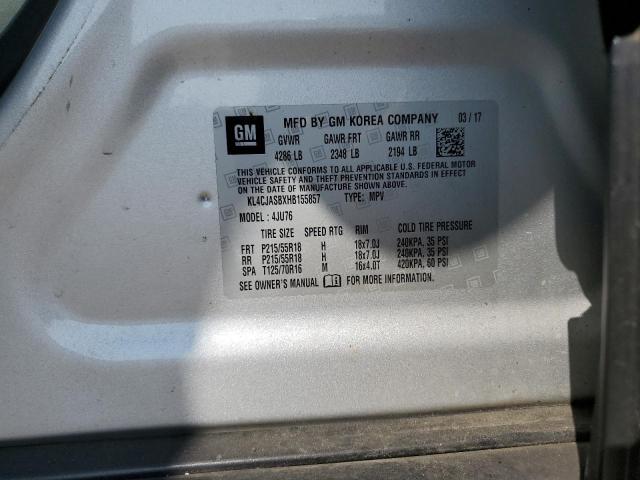 GM
MFD BY GM KOREA COMPANY 03 / 17
GVWR GAWR FRT GAWR RR
4286 LB 2348 LB 2194 LB
THIS VEHICLE CONFORMS TO ALL APPLICABLE U.S. FEDERAL MOTOR
VEHICLE SAFETY AND THEFT PREVENTION STANDARDS IN EFFECT ON
THE DATE OF MANUFACTURE SHOWN ABOVE.
KL4CJASBXHB155857 TYPE: MPV
MODEL : 4JU76
TIRE SIZE SPEED RTG RIM COLD TIRE PRESSURE
FRT P215/55R18 H 18x7.0J 240KPA, 35 PSI
RR P215/55R18 H 18x7.0J 240KPA, 35 PSI
SPA T125/70R16 M 16x4.0T 420KPA, 60 PSI
SEE OWNER'S MANUAL FOR MORE INFORMATION.